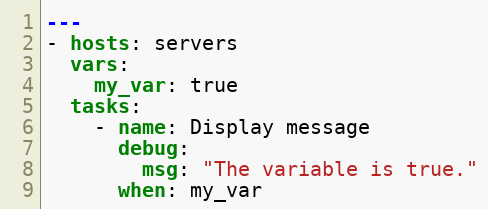 1 ---
2 - hosts: servers
3   vars:
4     my_var: true
5   tasks:
6     - name: Display message
7       debug:
8         msg: "The variable is true."
9       when: my_var